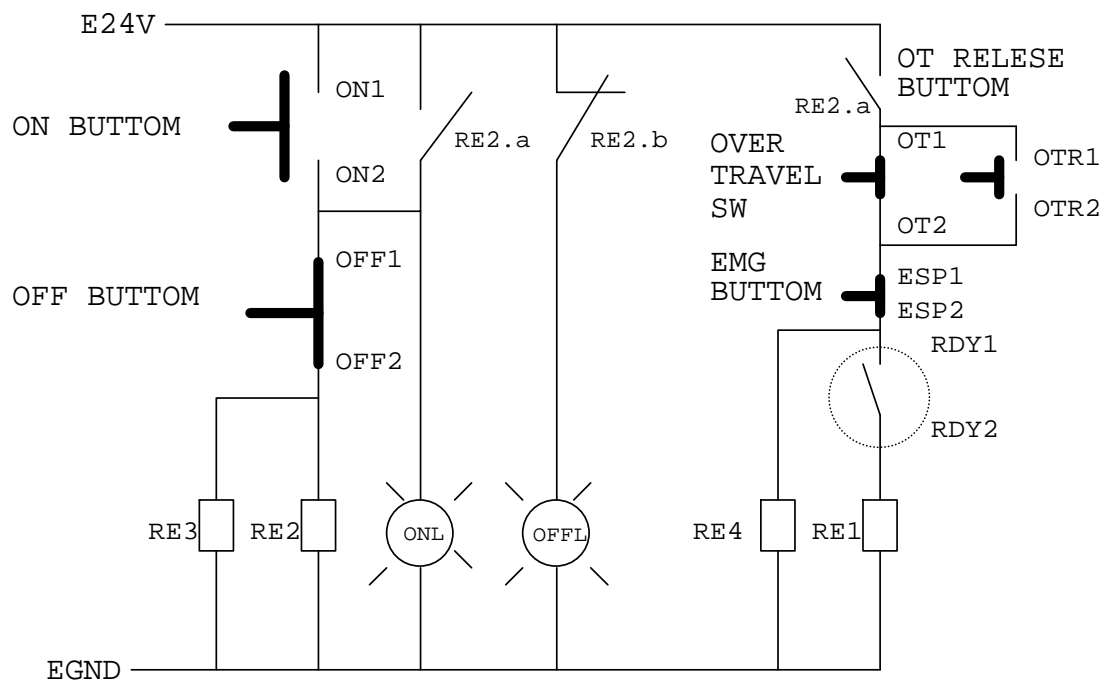 E24V
ON BUTTOM
ON1
ON2
RE2.a
RE2.b
OT RELESE
BUTTOM
RE2.a
OVER
TRAVEL
SW
OT1
OT2
OTR1
OTR2
OFF BUTTOM
OFF1
OFF2
EMG
BUTTOM
ESP1
ESP2
RDY1
RDY2
RE3
RE2
ONL
OFFL
RE4
RE1
EGND